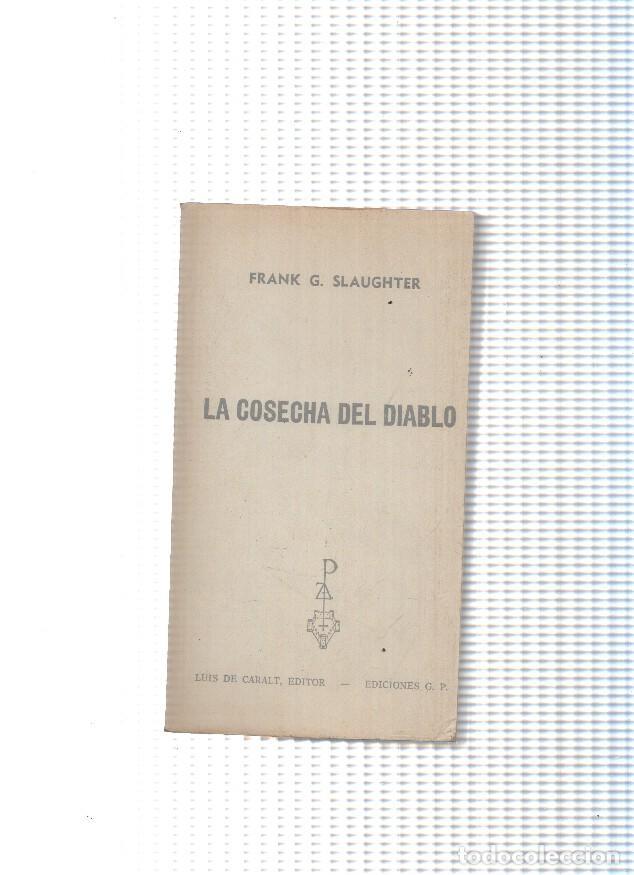 FRANK G. SLAUGHTER
LA COSECHA DEL DIABLO
P
Z
LUIS DE CARALT, EDITOR — EDICIONES G. P.
todocoleccion